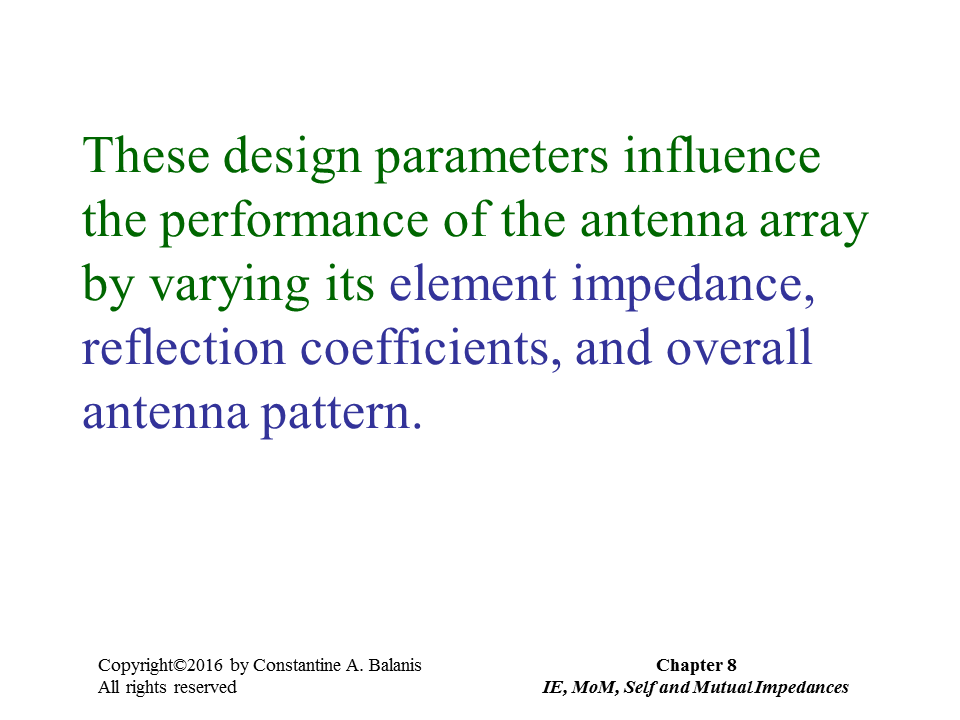 These design parameters influence
the performance of the antenna array
by varying its element impedance,
reflection coefficients, and overall
antenna pattern.
Copyright©2016 by Constantine A. Balanis
All rights reserved
Chapter 8
IE, MoM, Self and Mutual Impedances